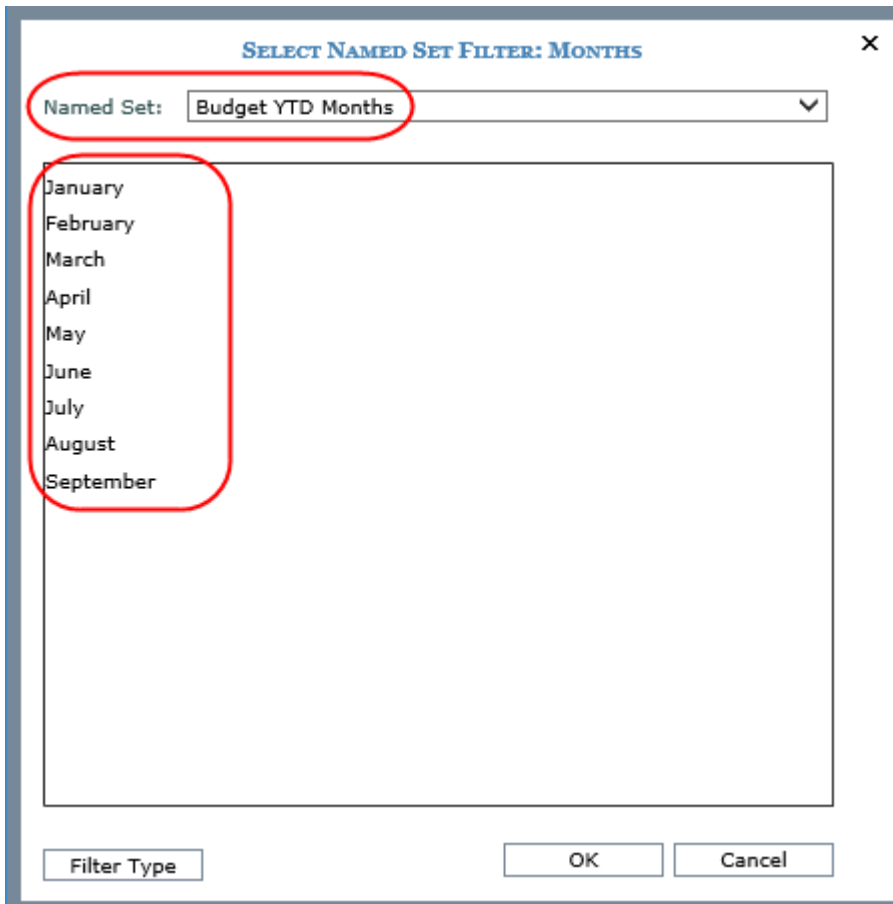 SELECT NAMED SET FILTER: MONTHS
Named Set: Budget YTD Months
January
February
March
April
May
June
July
August
September
Filter Type OK Cancel